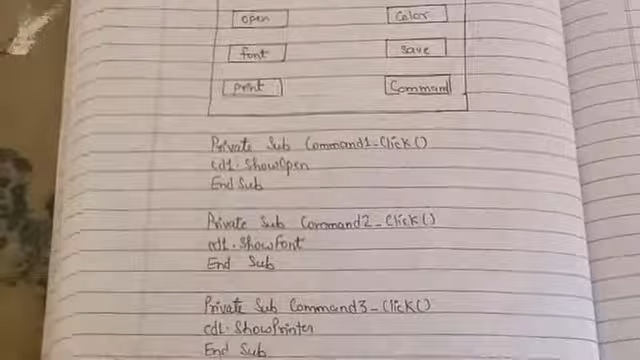 open
Color
font
save
print
Command
Private Sub Command1_Click()
cd1.ShowOpen
End Sub
Private Sub Command2_Click()
cd1.ShowFont
End Sub
Private Sub Command3_Click()
cd1.ShowPrinter
End Sub